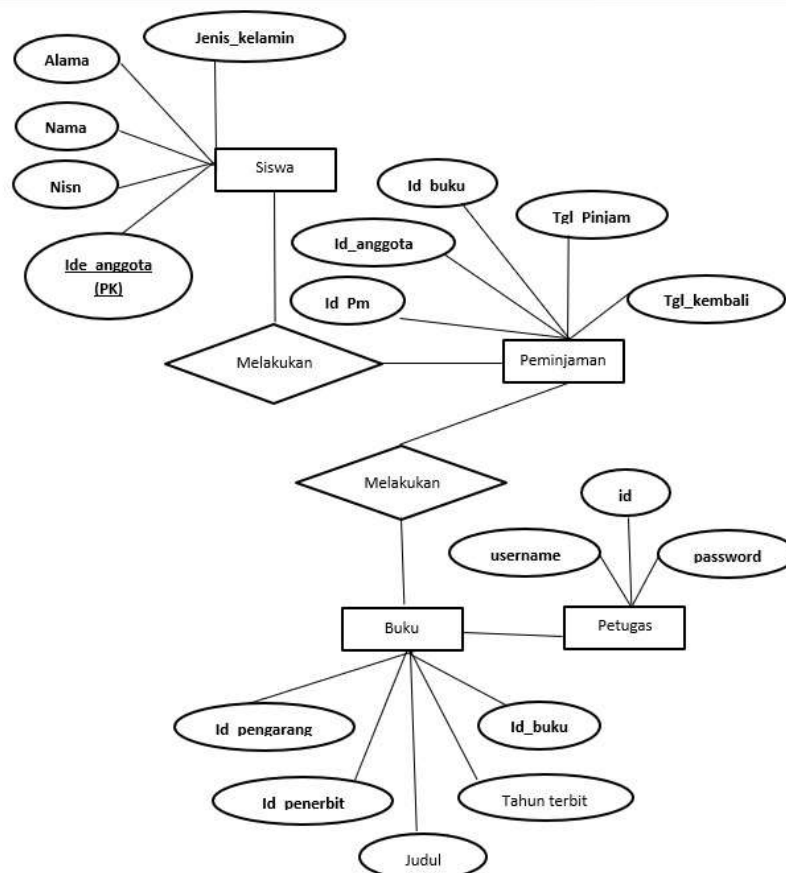 Jenis_kelamin
Alama
Nama
Nisn
Siswa
Ide_anggota
(PK)
Id_buku
Tgl_Pinjam
Id_anggota
Id_Pm
Tgl_kembali
Melakukan
Peminjaman
Melakukan
id
username
password
Buku
Petugas
Id_pengarang
Id_buku
Id_penerbit
Tahun terbit
Judul